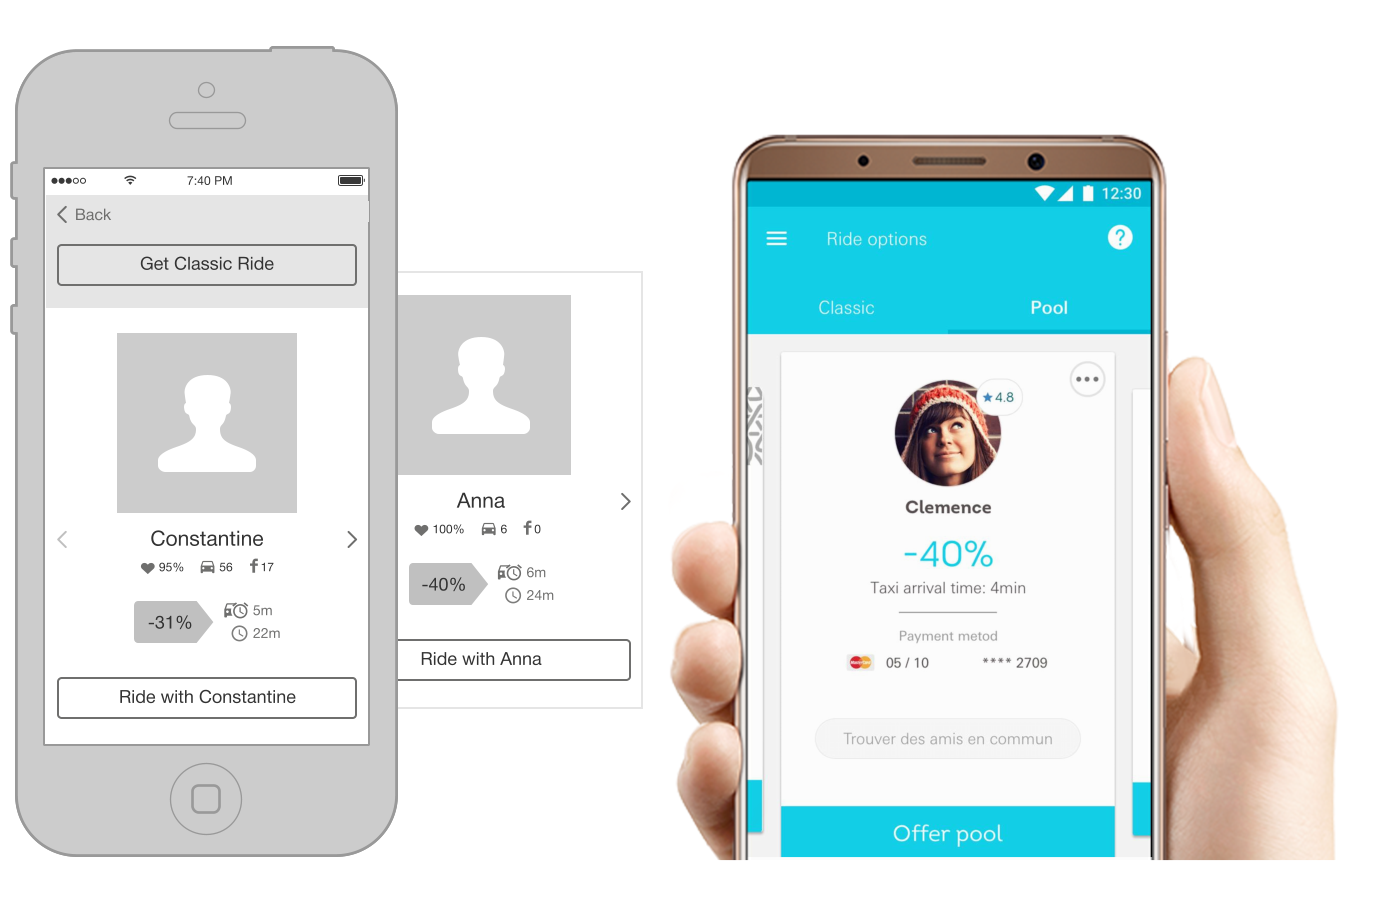 7:40 PM
Back
Get Classic Ride
Constantine
95% 56 f 17
-31%
5m
22m
Ride with Constantine
Anna
100% 6 f 0
-40%
6m
24m
Ride with Anna
12:30
Ride options ?
Classic Pool
4.8
Clemence
-40%
Taxi arrival time: 4min
Payment metod
05 / 10 **** 2709
Trouver des amis en commun
Offer pool